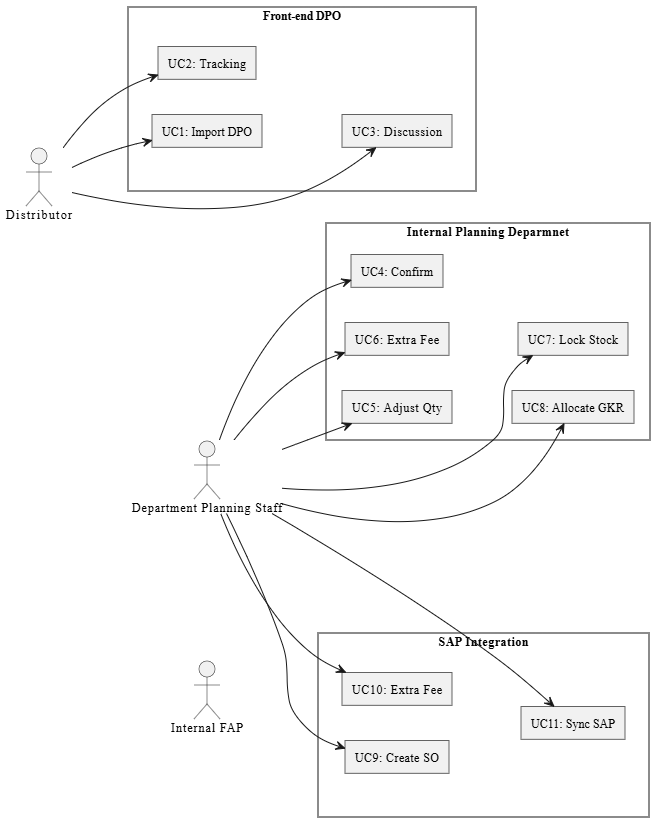 Front-end DPO
UC2: Tracking
UC1: Import DPO
UC3: Discussion
Distributor
Internal Planning Deparmnet
UC4: Confirm
UC6: Extra Fee
UC7: Lock Stock
UC5: Adjust Qty
UC8: Allocate GKR
Department Planning Staff
SAP Integration
UC10: Extra Fee
UC11: Sync SAP
Internal FAP
UC9: Create SO